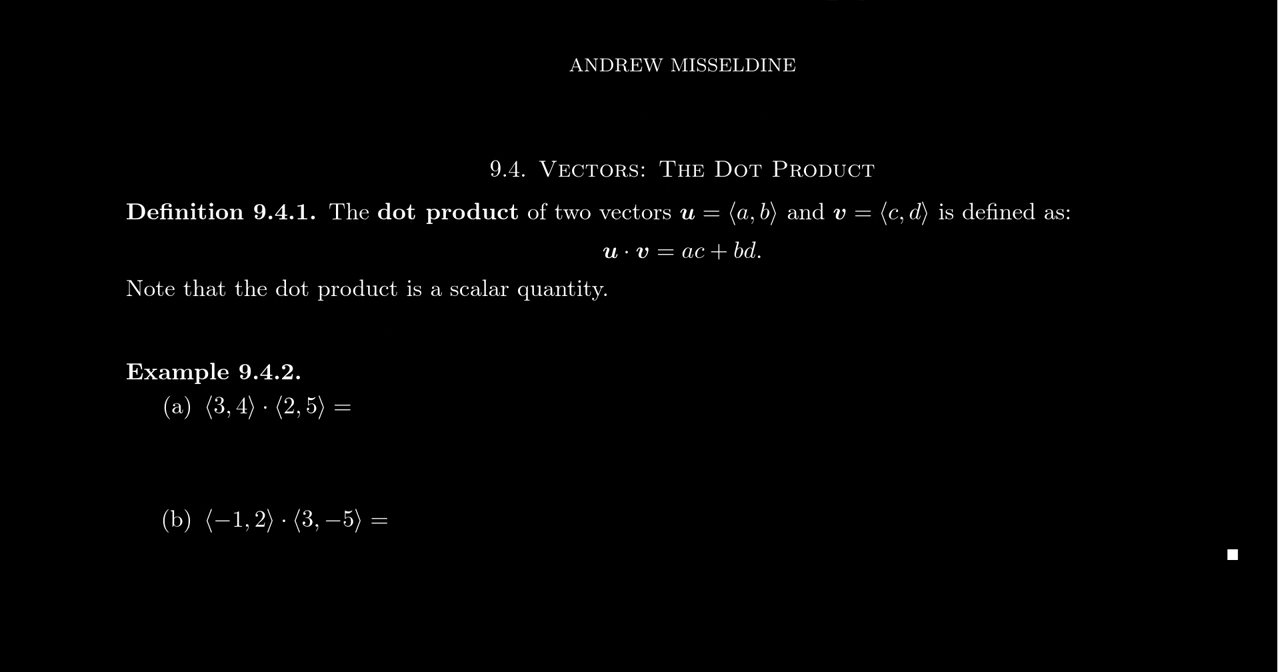 ANDREW MISSELDINE
9.4. Vectors: The Dot Product
Definition 9.4.1. The dot product of two vectors u = ⟨a, b⟩ and v = ⟨c, d⟩ is defined as:
u · v = ac + bd.
Note that the dot product is a scalar quantity.
Example 9.4.2.
(a) ⟨3, 4⟩ · ⟨2, 5⟩ =
(b) ⟨−1, 2⟩ · ⟨3, −5⟩ =